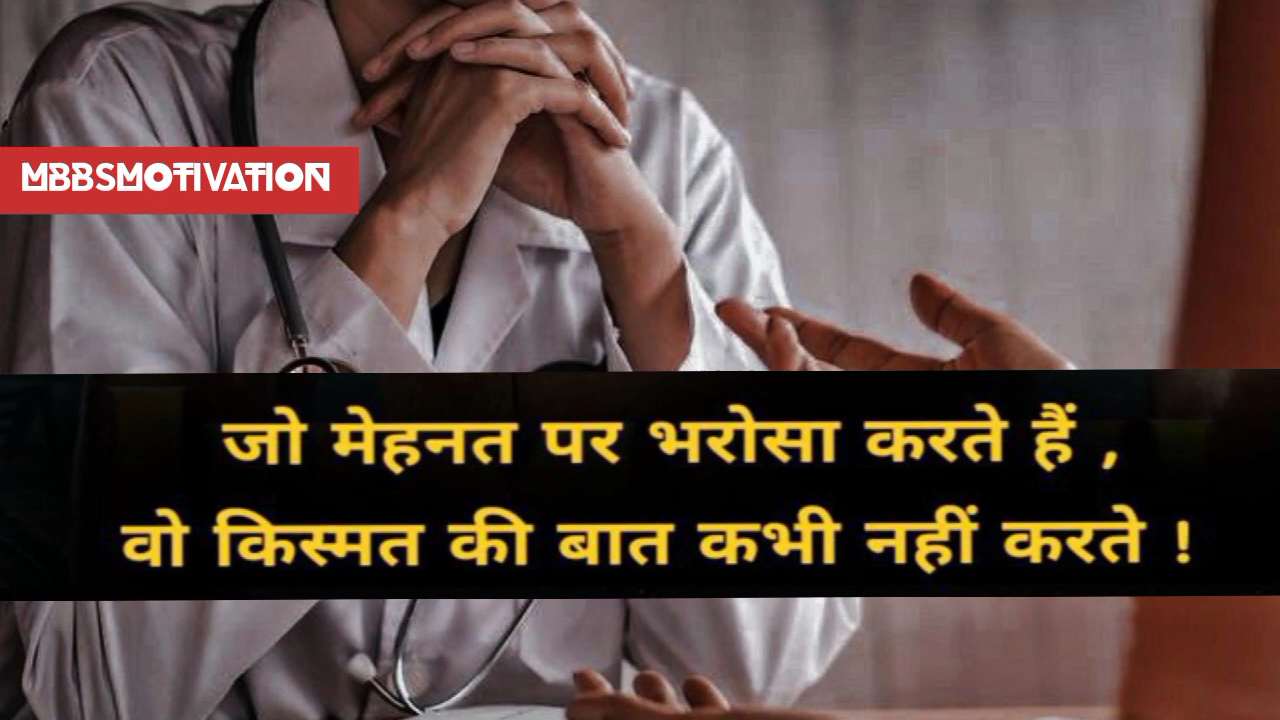 MBBSMOTIVATION
जो मेहनत पर भरोसा करते हैं ,
वो किस्मत की बात कभी नहीं करते !